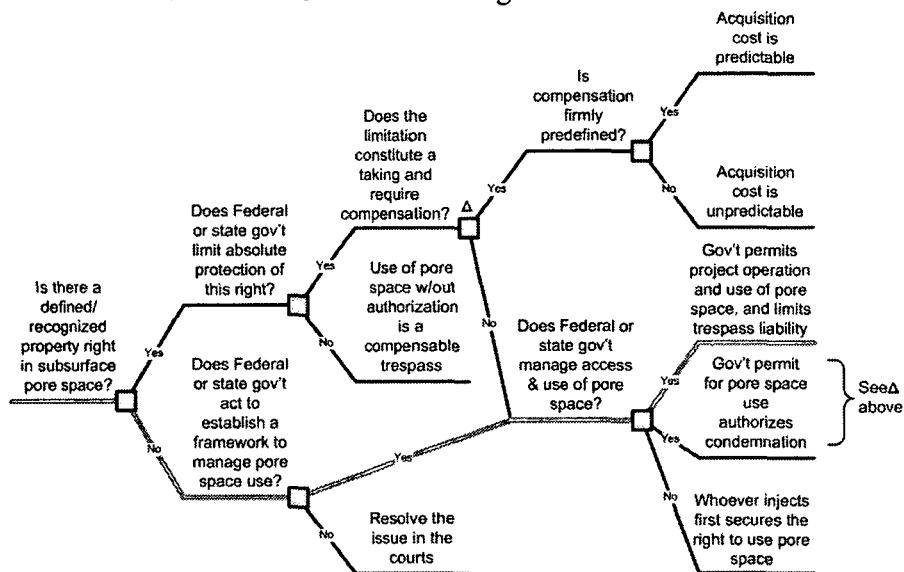 Acquisition
cost is
predictable
Is
compensation
firmly
predefined?
Yes
No
Acquisition
cost is
unpredictable
Does the
limitation
constitute a
taking and
require
compensation?
Δ
Yes
No
Does Federal
or state gov't
limit absolute
protection of
this right?
Yes
No
Use of pore
space w/out
authorization
is a
compensable
trespass
Is there a
defined/
recognized
property right
in subsurface
pore space?
Yes
No
Does Federal
or state gov't
act to
establish a
framework to
manage pore
space use?
Yes
No
Resolve the
issue in the
courts
Does Federal or
state gov't
manage access
& use of pore
space?
Yes
Yes
No
Gov't permits
project operation
and use of pore
space, and limits
trespass liability
Gov't permit
for pore space
use
authorizes
condemnation
See Δ
above
Whoever injects
first secures the
right to use pore
space